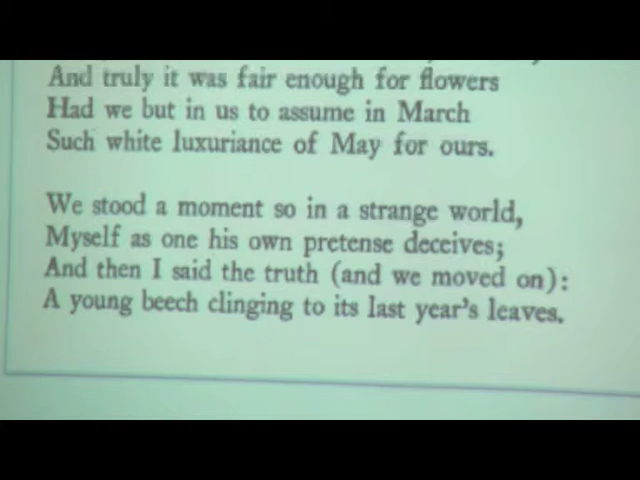 And truly it was fair enough for flowers
Had we but in us to assume in March
Such white luxuriance of May for ours.
We stood a moment so in a strange world,
Myself as one his own pretense deceives;
And then I said the truth (and we moved on):
A young beech clinging to its last year's leaves.